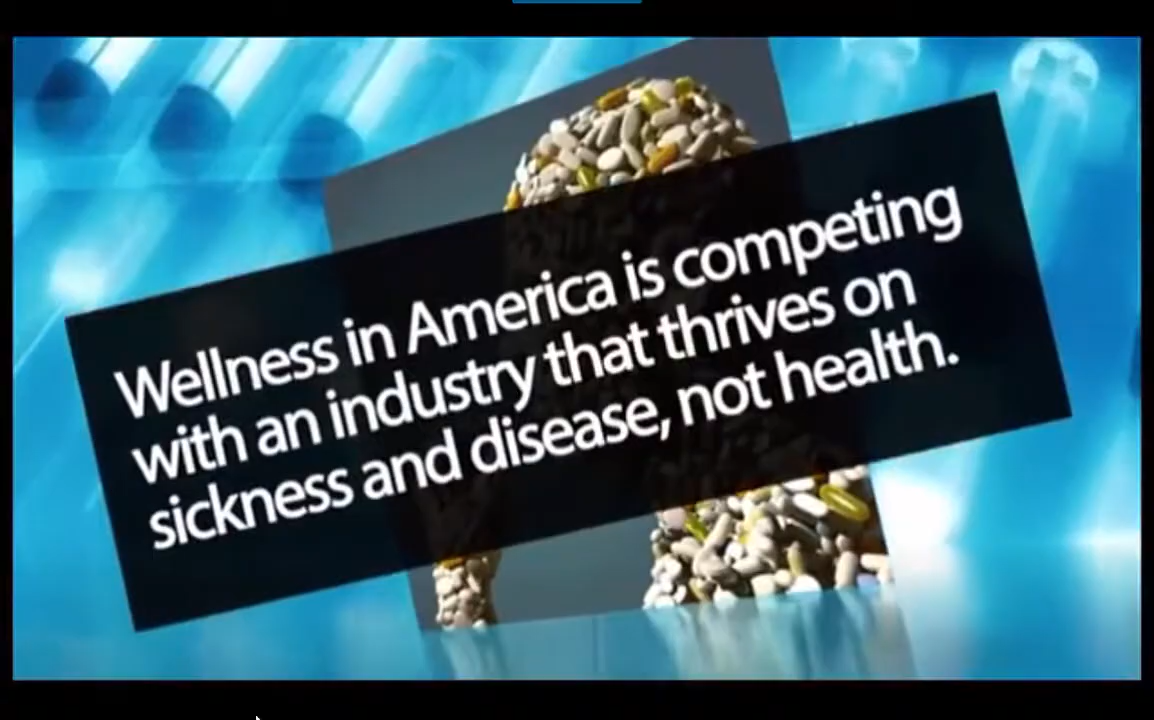 Wellness in America is competing
with an industry that thrives on
sickness and disease, not health.